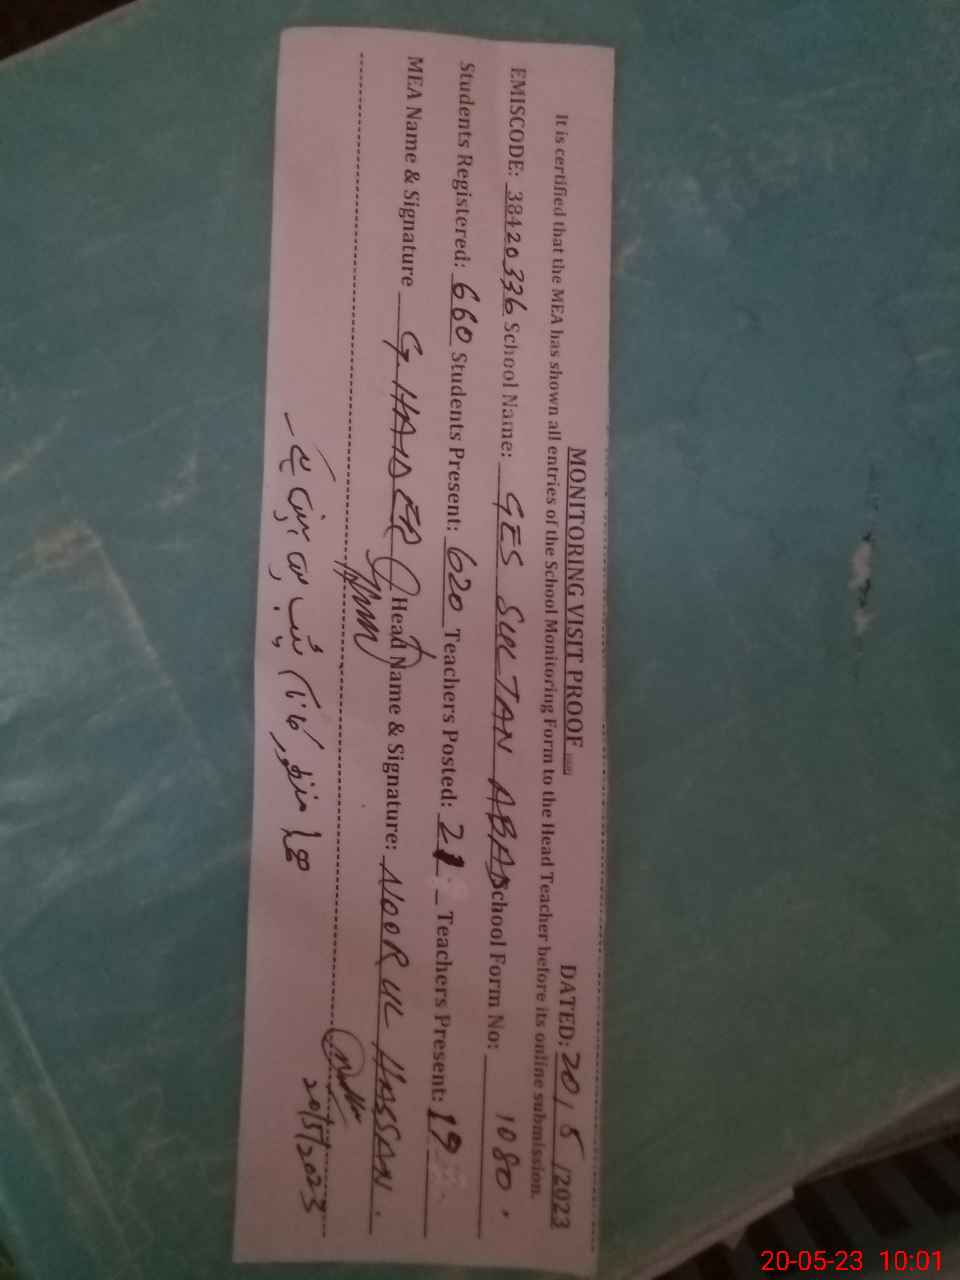 MONITORING VISIT PROOF DATED: 20/5/2023
It is certified that the MEA has shown all entries of the School Monitoring Form to the Head Teacher before its online submission.
EMISCODE: 38420336 School Name: GES SULTAN ABAD School Form No: 1080.
Students Registered: 660 Students Present: 620 Teachers Posted: 21 Teachers Present: 19
MEA Name & Signature G. HAIDER Head Name & Signature: NOOR UL HASSAN.
20/5/2023
20-05-23 10:01